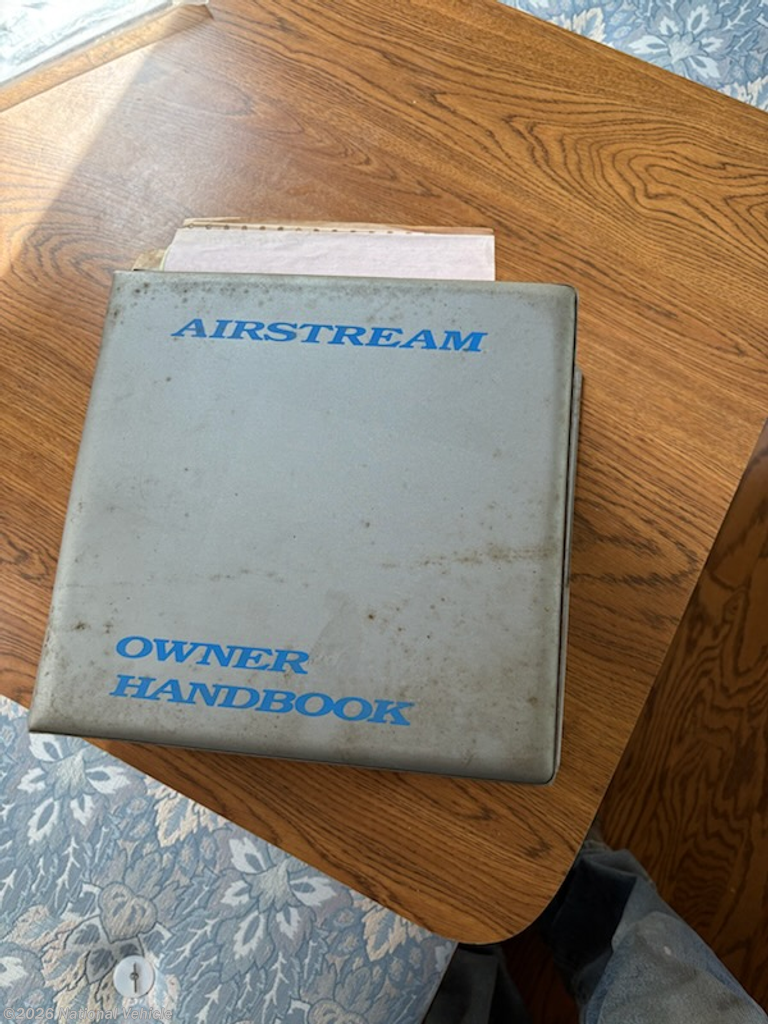 AIRSTREAM
OWNER
HANDBOOK
©2026 National Vehicle